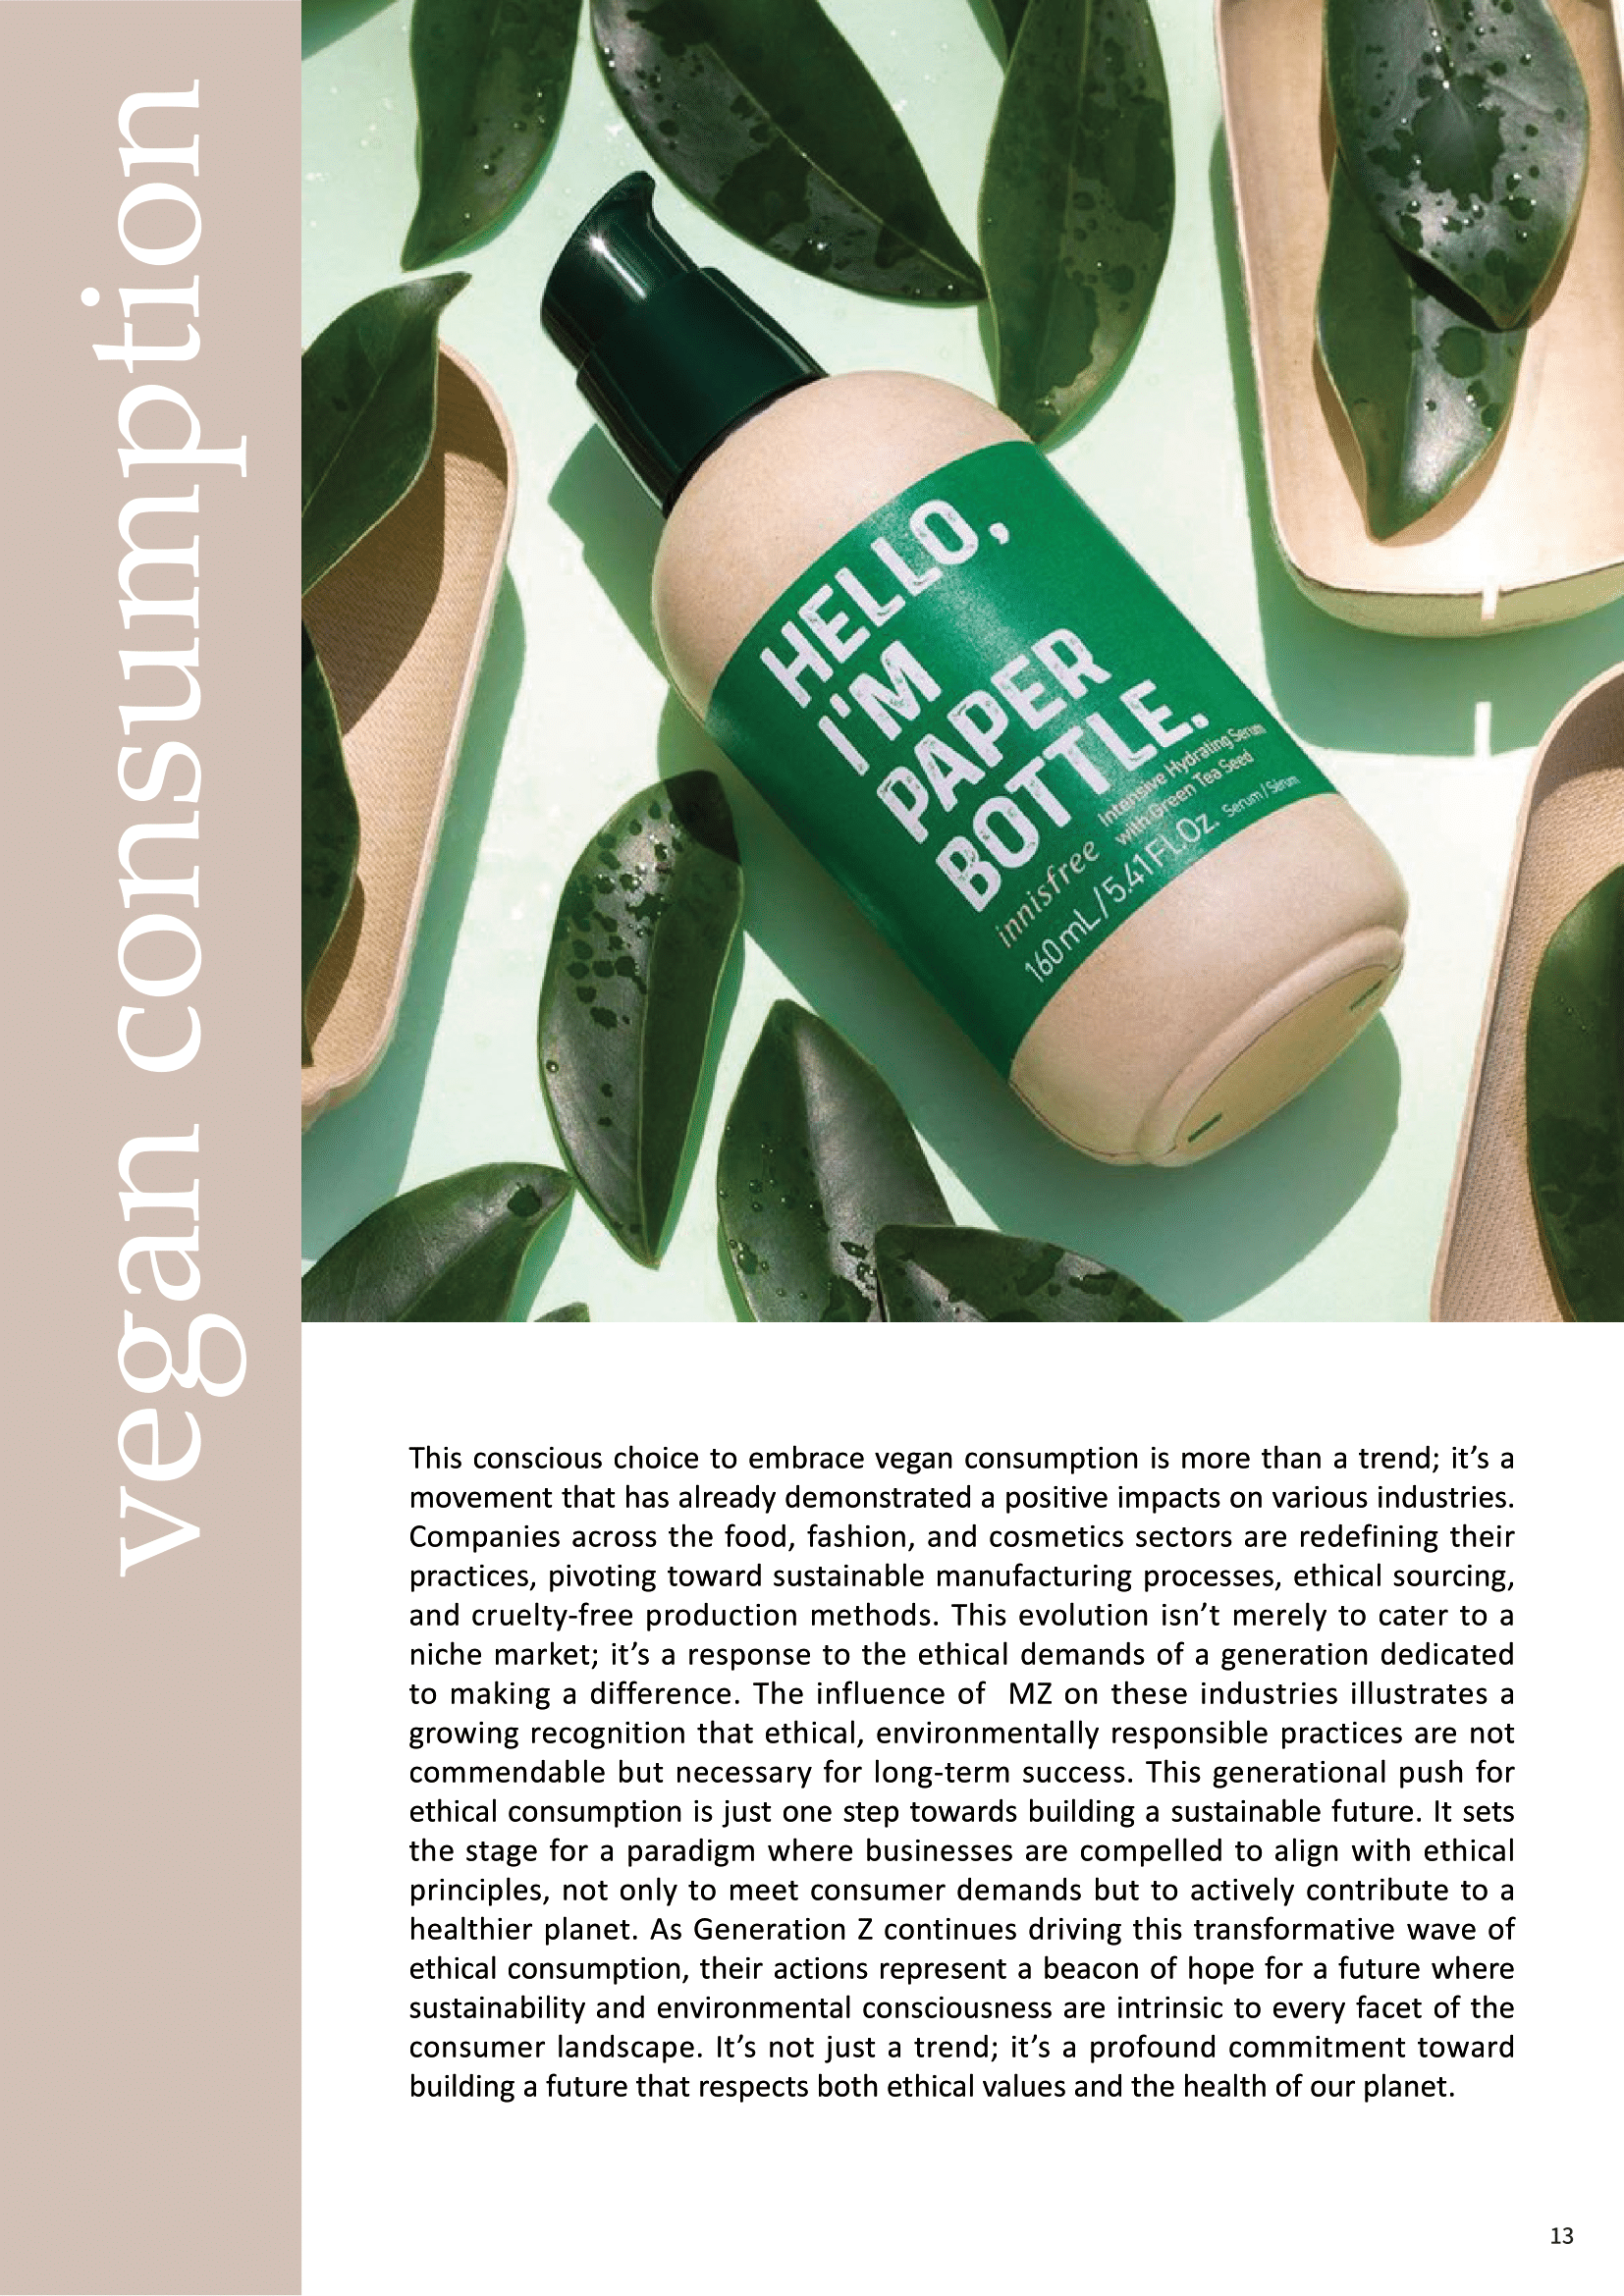 vegan consumption
HELLO,
I'M
PAPER
BOTTLE.
Intensive Hydrating Serum
with Green Tea Seed
innisfree
160mL/5.41Fl.Oz. Serum/Sérum
This conscious choice to embrace vegan consumption is more than a trend; it’s a
movement that has already demonstrated a positive impacts on various industries.
Companies across the food, fashion, and cosmetics sectors are redefining their
practices, pivoting toward sustainable manufacturing processes, ethical sourcing,
and cruelty-free production methods. This evolution isn’t merely to cater to a
niche market; it’s a response to the ethical demands of a generation dedicated
to making a difference. The influence of  MZ on these industries illustrates a
growing recognition that ethical, environmentally responsible practices are not
commendable but necessary for long-term success. This generational push for
ethical consumption is just one step towards building a sustainable future. It sets
the stage for a paradigm where businesses are compelled to align with ethical
principles, not only to meet consumer demands but to actively contribute to a
healthier planet. As Generation Z continues driving this transformative wave of
ethical consumption, their actions represent a beacon of hope for a future where
sustainability and environmental consciousness are intrinsic to every facet of the
consumer landscape. It’s not just a trend; it’s a profound commitment toward
building a future that respects both ethical values and the health of our planet.
13